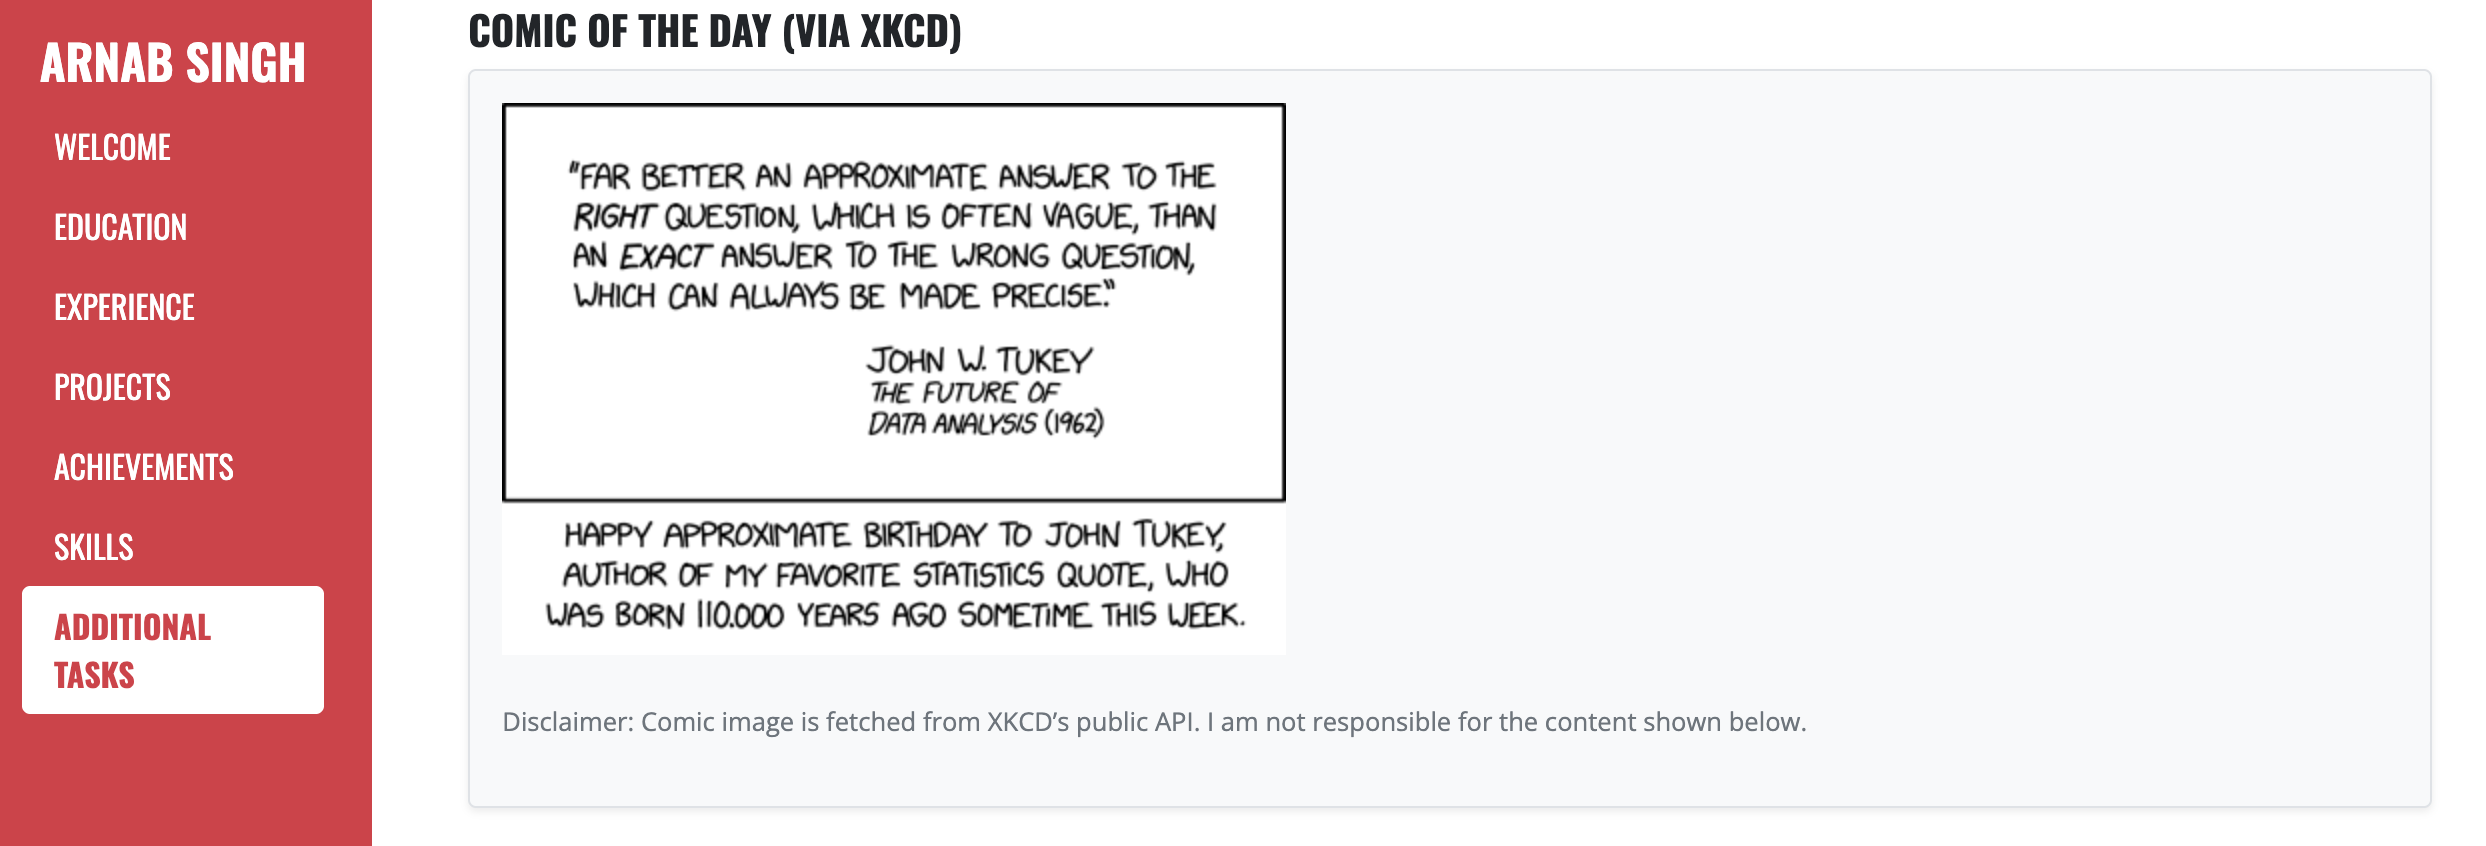 ARNAB SINGH
WELCOME
EDUCATION
EXPERIENCE
PROJECTS
ACHIEVEMENTS
SKILLS
ADDITIONAL
TASKS
COMIC OF THE DAY (VIA XKCD)
"FAR BETTER AN APPROXIMATE ANSWER TO THE
RIGHT QUESTION, WHICH IS OFTEN VAGUE, THAN
AN EXACT ANSWER TO THE WRONG QUESTION,
WHICH CAN ALWAYS BE MADE PRECISE."
JOHN W. TUKEY
THE FUTURE OF
DATA ANALYSIS (1962)
HAPPY APPROXIMATE BIRTHDAY TO JOHN TUKEY,
AUTHOR OF MY FAVORITE STATISTICS QUOTE, WHO
WAS BORN 110.000 YEARS AGO SOMETIME THIS WEEK.
Disclaimer: Comic image is fetched from XKCD’s public API. I am not responsible for the content shown below.